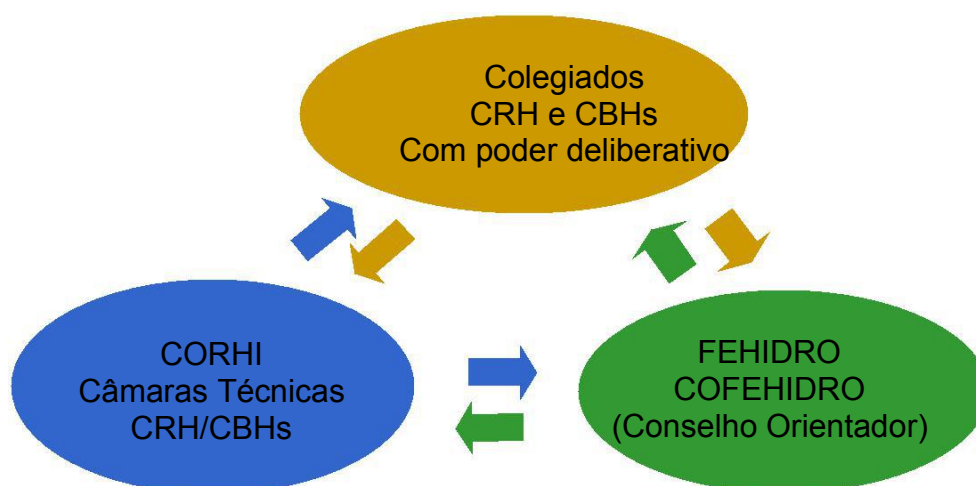 Colegiados
CRH e CBHs
Com poder deliberativo
CORHI
Câmaras Técnicas
CRH/CBHs
FEHIDRO
COFEHIDRO
(Conselho Orientador)